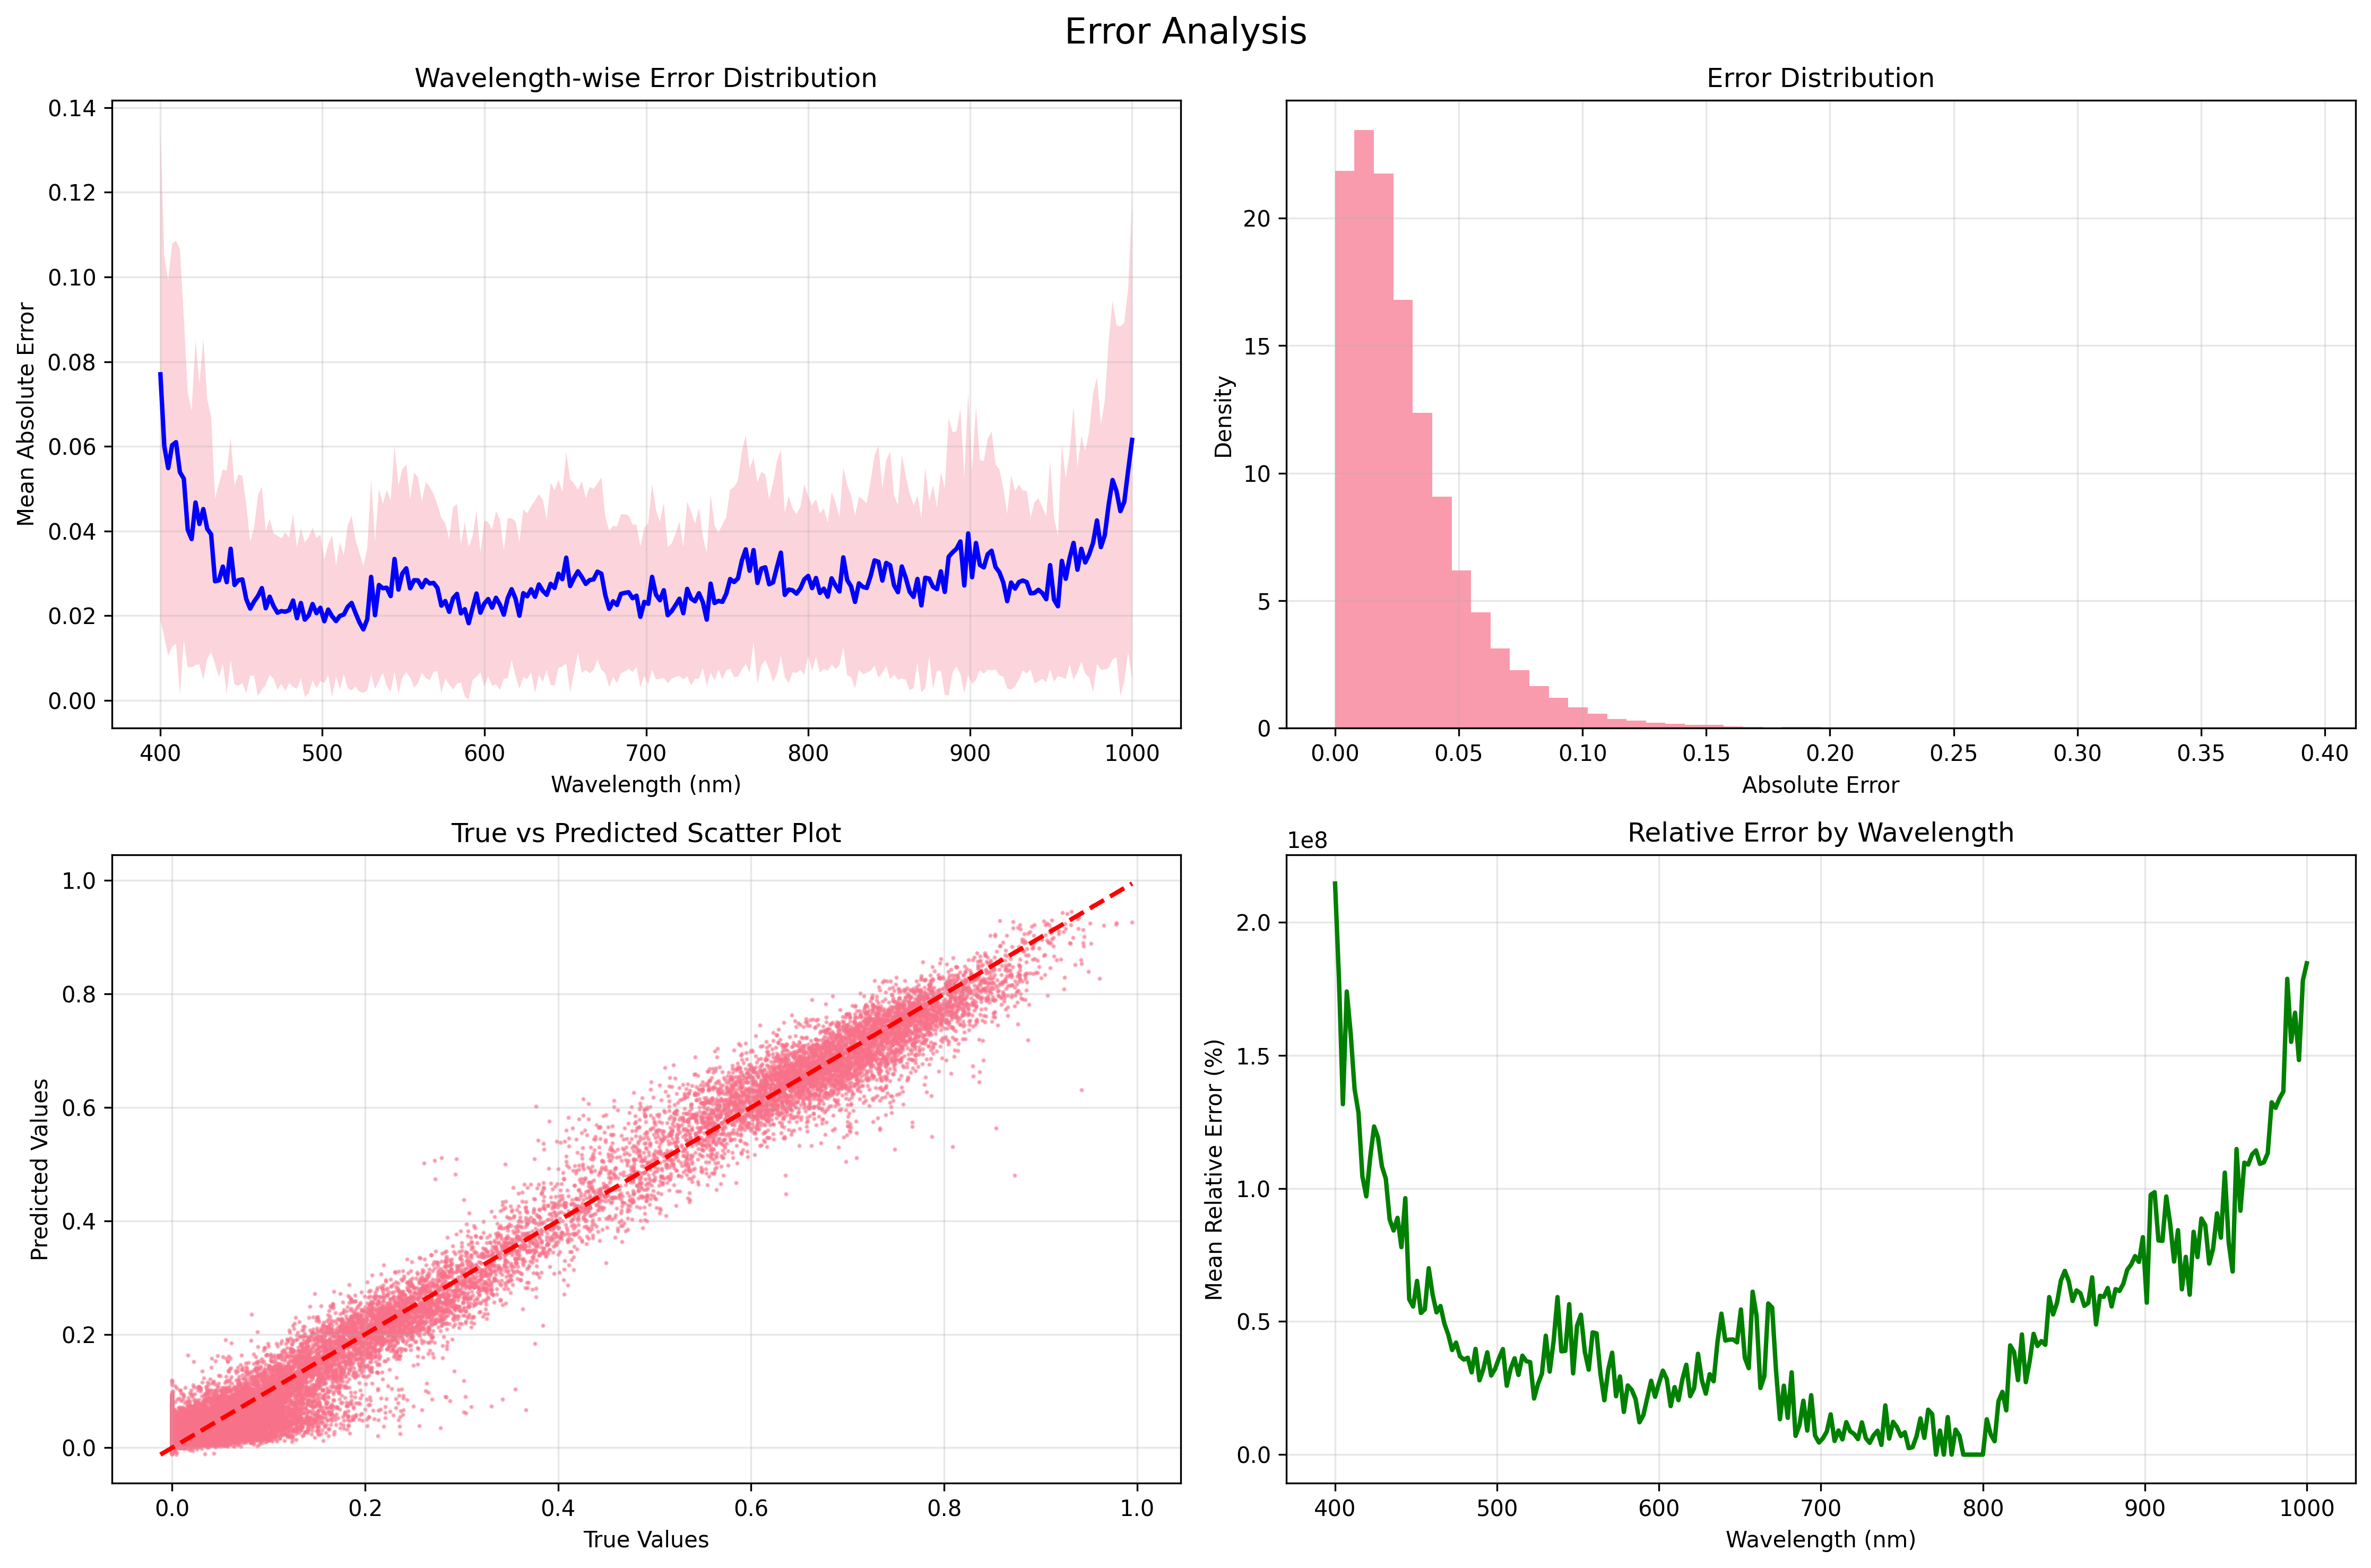 Error Analysis
Wavelength-wise Error Distribution
Mean Absolute Error
0.14
0.12
0.10
0.08
0.06
0.04
0.02
0.00
400 500 600 700 800 900 1000
Wavelength (nm)
Error Distribution
Density
20
15
10
5
0
0.00 0.05 0.10 0.15 0.20 0.25 0.30 0.35 0.40
Absolute Error
True vs Predicted Scatter Plot
Predicted Values
1.0
0.8
0.6
0.4
0.2
0.0
0.0 0.2 0.4 0.6 0.8 1.0
True Values
Relative Error by Wavelength
1e8
Mean Relative Error (%)
2.0
1.5
1.0
0.5
0.0
400 500 600 700 800 900 1000
Wavelength (nm)